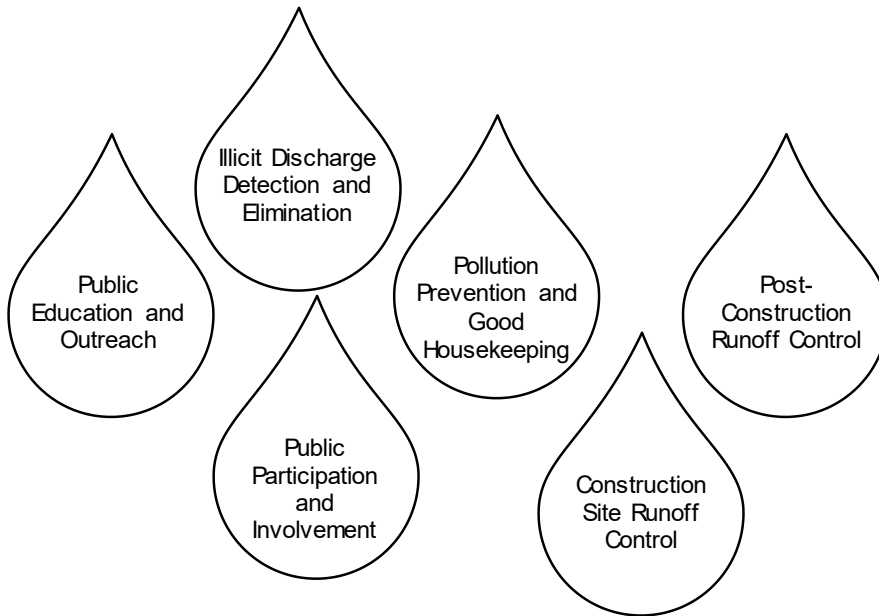 Illicit Discharge
Detection and
Elimination
Public
Education and
Outreach
Pollution
Prevention and
Good
Housekeeping
Post-
Construction
Runoff Control
Public
Participation
and
Involvement
Construction
Site Runoff
Control